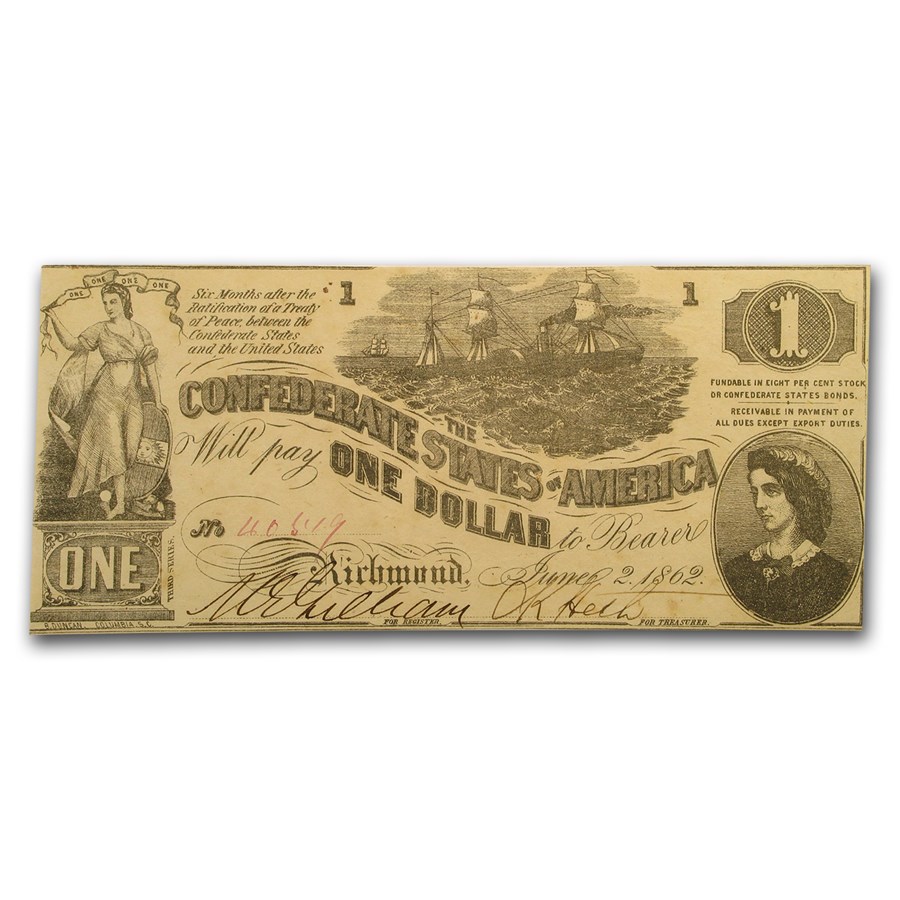 ONE ONE ONE ONE
Six Months after the
Ratification of a Treaty
of Peace, between the
Confederate States
and the United States
1
1
1
FUNDABLE IN EIGHT PER CENT STOCK
OR CONFEDERATE STATES BONDS.
RECEIVABLE IN PAYMENT OF
ALL DUES EXCEPT EXPORT DUTIES.
THE
CONFEDERATE STATES OF AMERICA
Will pay ONE DOLLAR to Bearer
No 40519
Richmond, June 2. 1862.
ONE
THIRD SERIES.
FOR REGISTER.
FOR TREASURER.
B. DUNCAN, COLUMBIA, S.C.